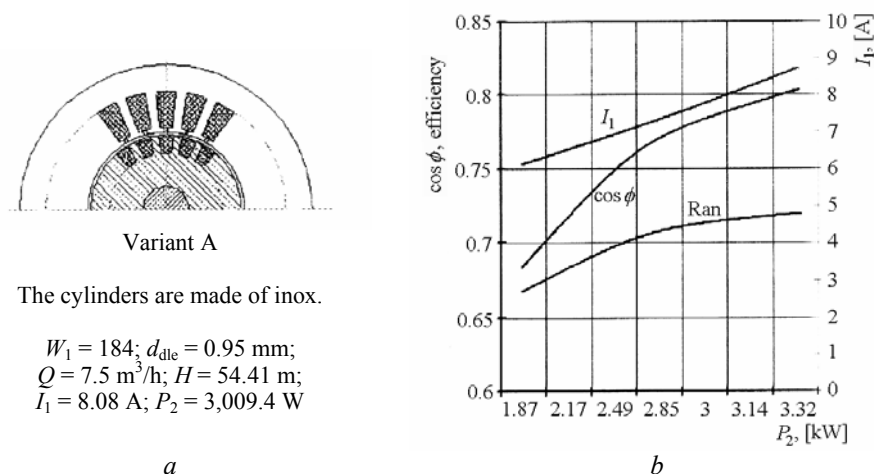 Variant A
The cylinders are made of inox.
W₁ = 184; d_dle = 0.95 mm;
Q = 7.5 m³/h; H = 54.41 m;
I₁ = 8.08 A; P₂ = 3,009.4 W
a
cos ϕ, efficiency
0.85
0.8
0.75
0.7
0.65
0.6
I₁
cos ϕ
Ran
10
9
8
7
6
5
4
3
2
1
0
I₁, [A]
1.87 2.17 2.49 2.85 3 3.14 3.32
P₂, [kW]
b